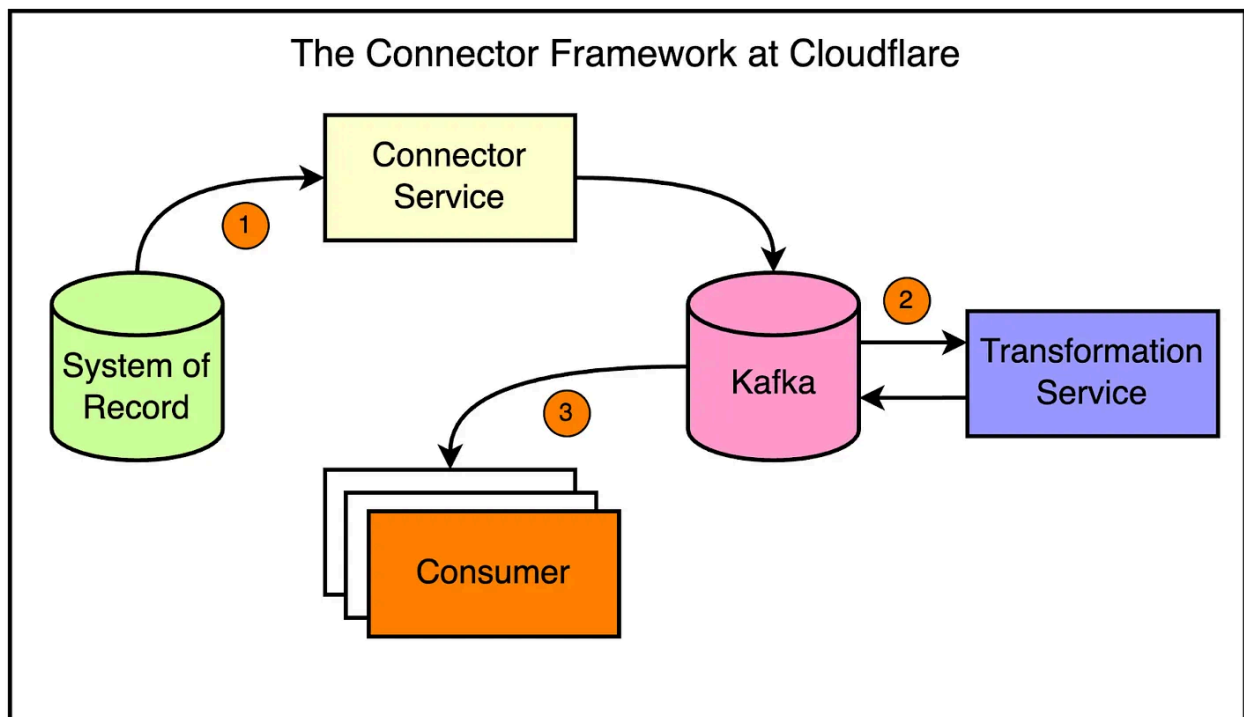 The Connector Framework at Cloudflare
Connector
Service
1
System of
Record
2
Kafka
Transformation
Service
3
Consumer